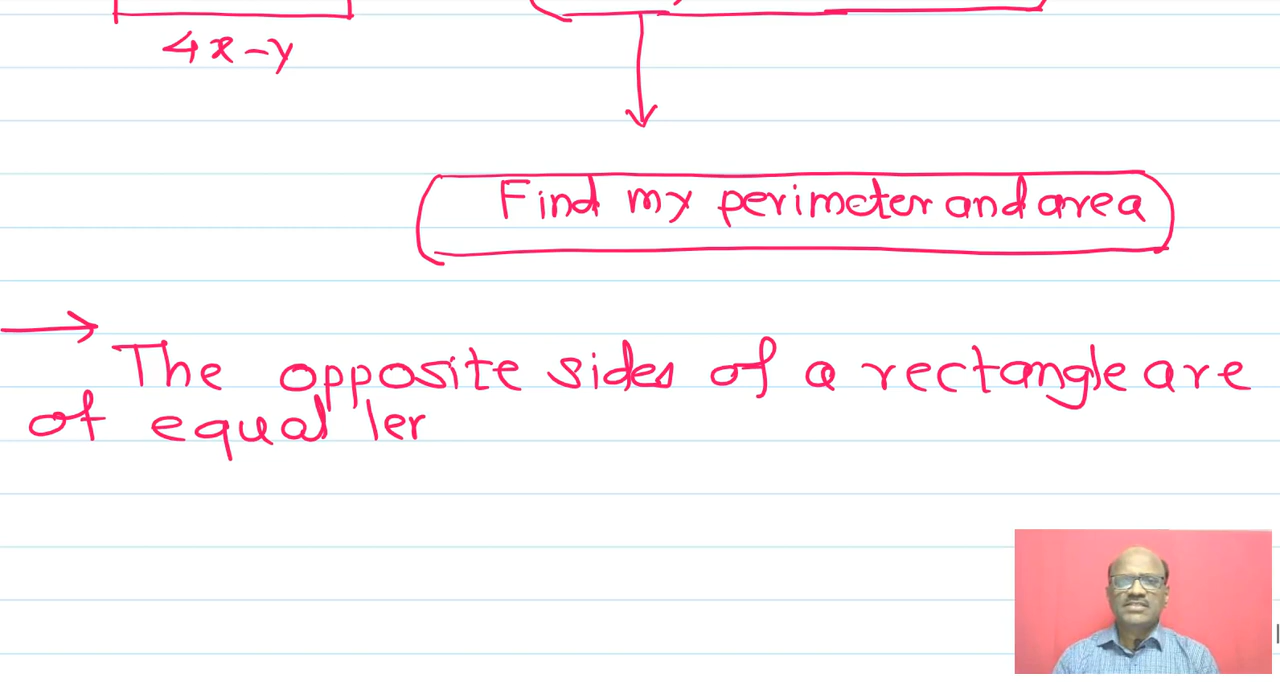 4x-y
Find my perimeter and area
The opposite sides of a rectangle are
of equal ler